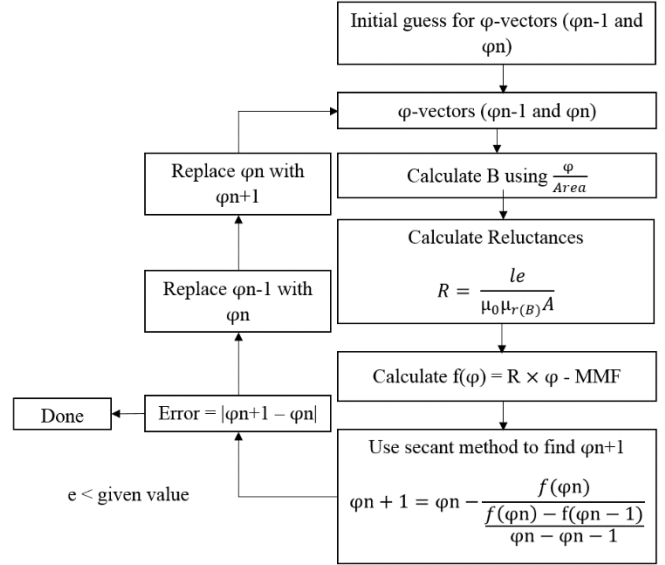 Initial guess for φ-vectors (φn-1 and
φn)
φ-vectors (φn-1 and φn)
Calculate B using φ/Area
Calculate Reluctances
R = le/(μ₀μᵣ₍B₎A)
Calculate f(φ) = R × φ - MMF
Use secant method to find φn+1
φn + 1 = φn − f(φn)/((f(φn) − f(φn − 1))/(φn − φn − 1))
Error = |φn+1 – φn|
Done
e < given value
Replace φn-1 with
φn
Replace φn with
φn+1